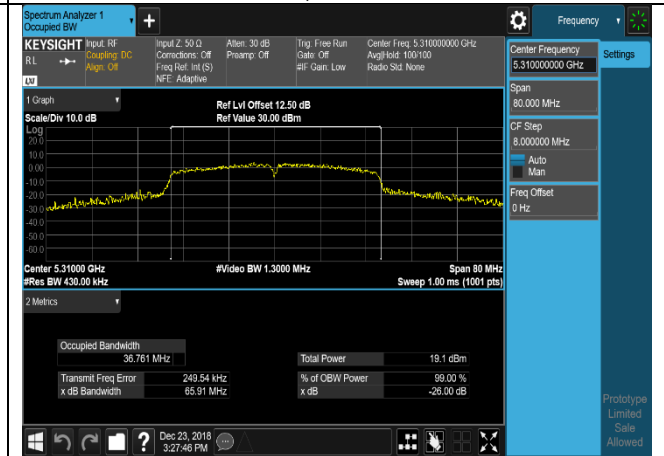 Spectrum Analyzer 1
Occupied BW
+
Frequency
KEYSIGHT
RL
LXI
Input: RF
Coupling: DC
Align: Off
Input Z: 50 Ω
Corrections: Off
Freq Ref: Int (S)
NFE: Adaptive
Atten: 30 dB
Preamp: Off
Trig: Free Run
Gate: Off
#IF Gain: Low
Center Freq: 5.310000000 GHz
Avg|Hold: 100/100
Radio Std: None
Center Frequency
5.310000000 GHz
Settings
Span
80.000 MHz
CF Step
8.000000 MHz
Auto
Man
Freq Offset
0 Hz
1 Graph
Scale/Div 10.0 dB
Ref Lvl Offset 12.50 dB
Ref Value 30.00 dBm
Log
20.0
10.0
0.00
-10.0
-20.0
-30.0
-40.0
-50.0
-60.0
Center 5.31000 GHz
#Res BW 430.00 kHz
#Video BW 1.3000 MHz
Span 80 MHz
Sweep 1.00 ms (1001 pts)
2 Metrics
Occupied Bandwidth
36.761 MHz
Total Power 19.1 dBm
Transmit Freq Error 249.54 kHz
% of OBW Power 99.00 %
x dB Bandwidth 65.91 MHz
x dB -26.00 dB
Prototype
Limited
Sale
Allowed
?
Dec 23, 2018
3:27:46 PM